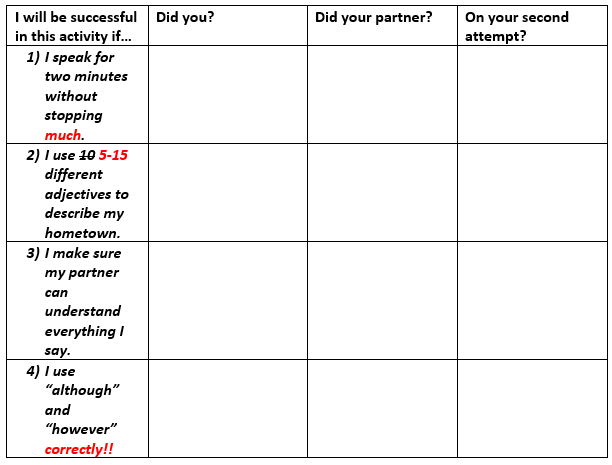 I will be successful
in this activity if...
Did you?
Did your partner?
On your second
attempt?
1) I speak for
two minutes
without
stopping
much.
2) I use 10 5-15
different
adjectives to
describe my
hometown.
3) I make sure
my partner
can
understand
everything I
say.
4) I use
“although”
and
“however”
correctly!!